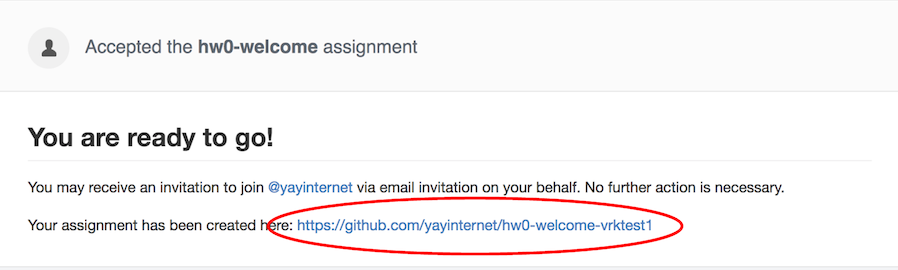 Accepted the hw0-welcome assignment
You are ready to go!
You may receive an invitation to join @yayinternet via email invitation on your behalf. No further action is necessary.
Your assignment has been created here: https://github.com/yayinternet/hw0-welcome-vrktest1